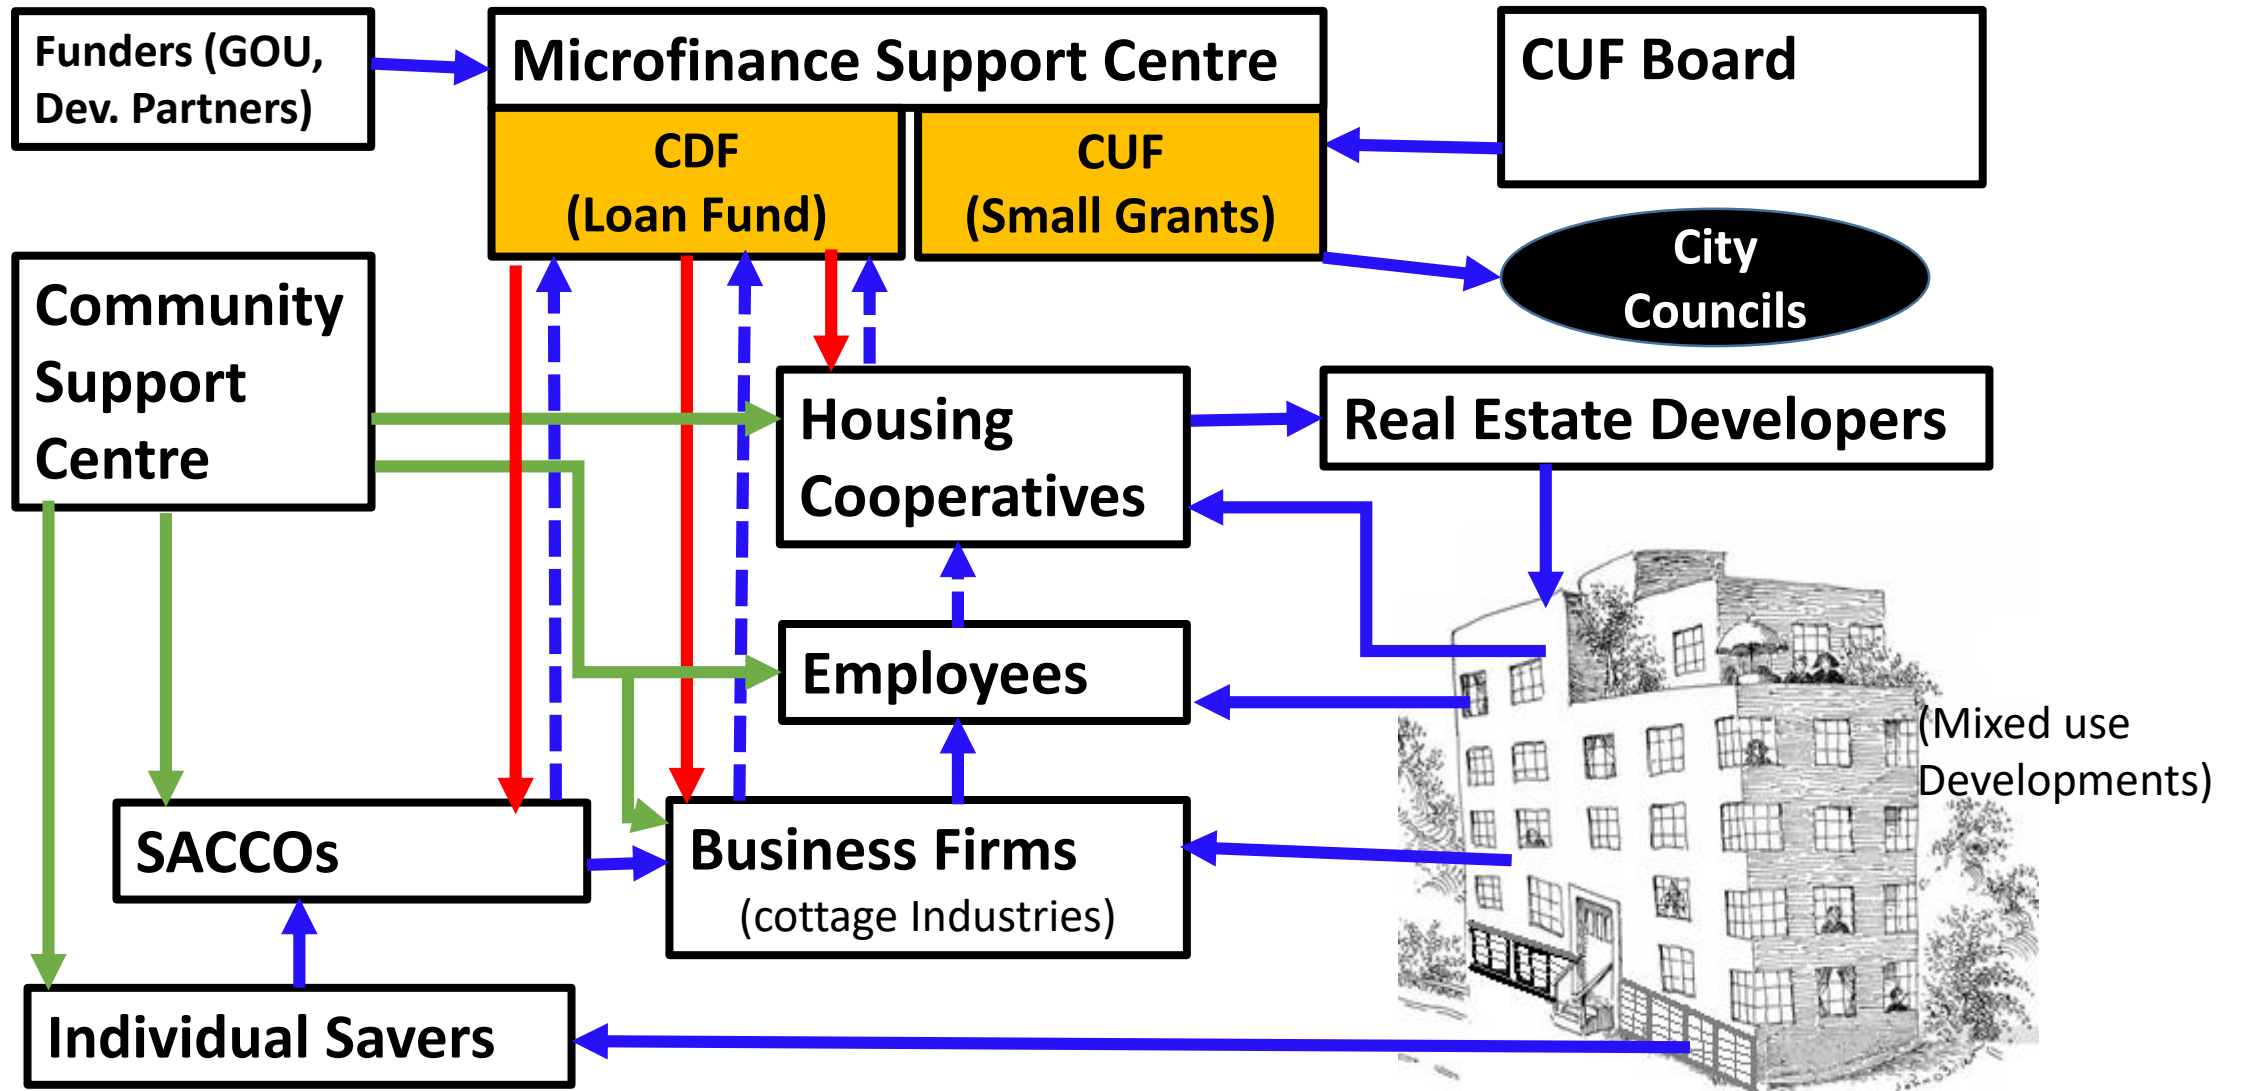 Funders (GOU,
Dev. Partners)
Microfinance Support Centre
CUF Board
CDF
(Loan Fund)
CUF
(Small Grants)
City
Councils
Community
Support
Centre
Housing
Cooperatives
Real Estate Developers
Employees
(Mixed use
Developments)
SACCOs
Business Firms
(cottage Industries)
Individual Savers